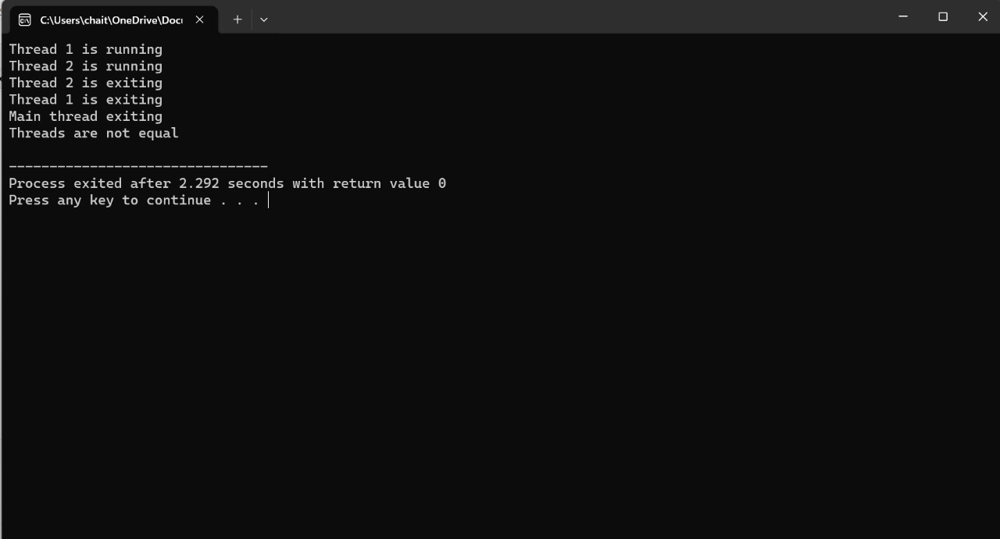 C:\Users\chait\OneDrive\Docu
Thread 1 is running
Thread 2 is running
Thread 2 is exiting
Thread 1 is exiting
Main thread exiting
Threads are not equal
--------------------------------
Process exited after 2.292 seconds with return value 0
Press any key to continue . . .